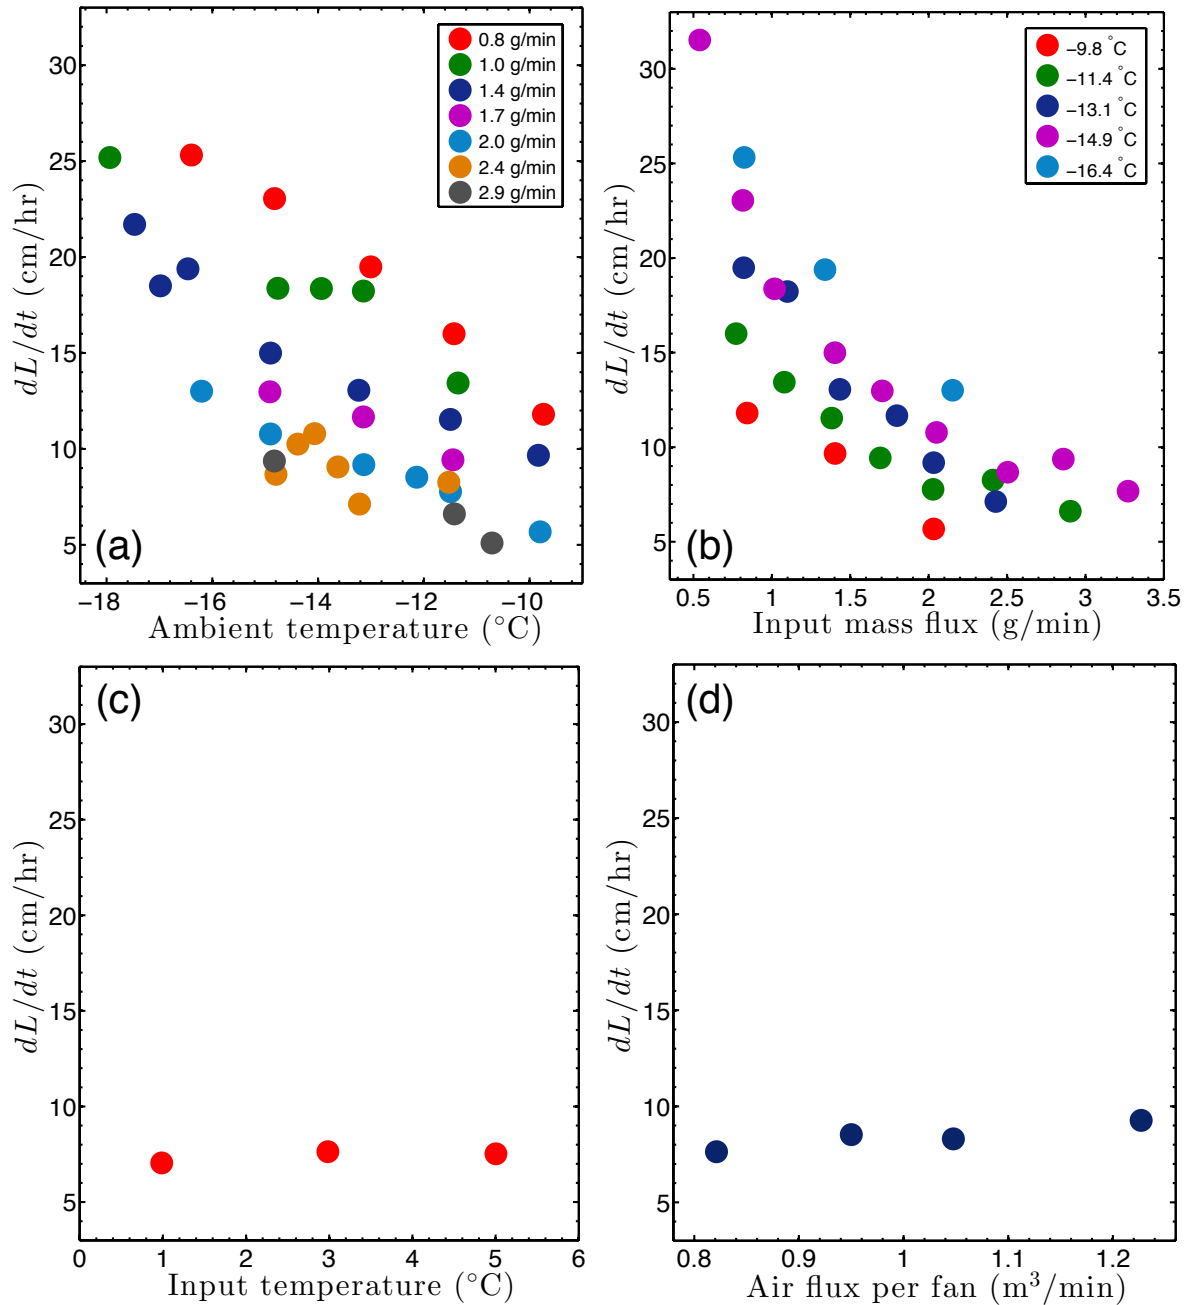 (a)
0.8 g/min
1.0 g/min
1.4 g/min
1.7 g/min
2.0 g/min
2.4 g/min
2.9 g/min
30
25
20
15
10
5
dL/dt (cm/hr)
−18 −16 −14 −12 −10
Ambient temperature (°C)
(b)
−9.8 °C
−11.4 °C
−13.1 °C
−14.9 °C
−16.4 °C
30
25
20
15
10
5
dL/dt (cm/hr)
0.5 1 1.5 2 2.5 3 3.5
Input mass flux (g/min)
(c)
30
25
20
15
10
5
dL/dt (cm/hr)
0 1 2 3 4 5 6
Input temperature (°C)
(d)
30
25
20
15
10
5
dL/dt (cm/hr)
0.8 0.9 1 1.1 1.2
Air flux per fan (m³/min)